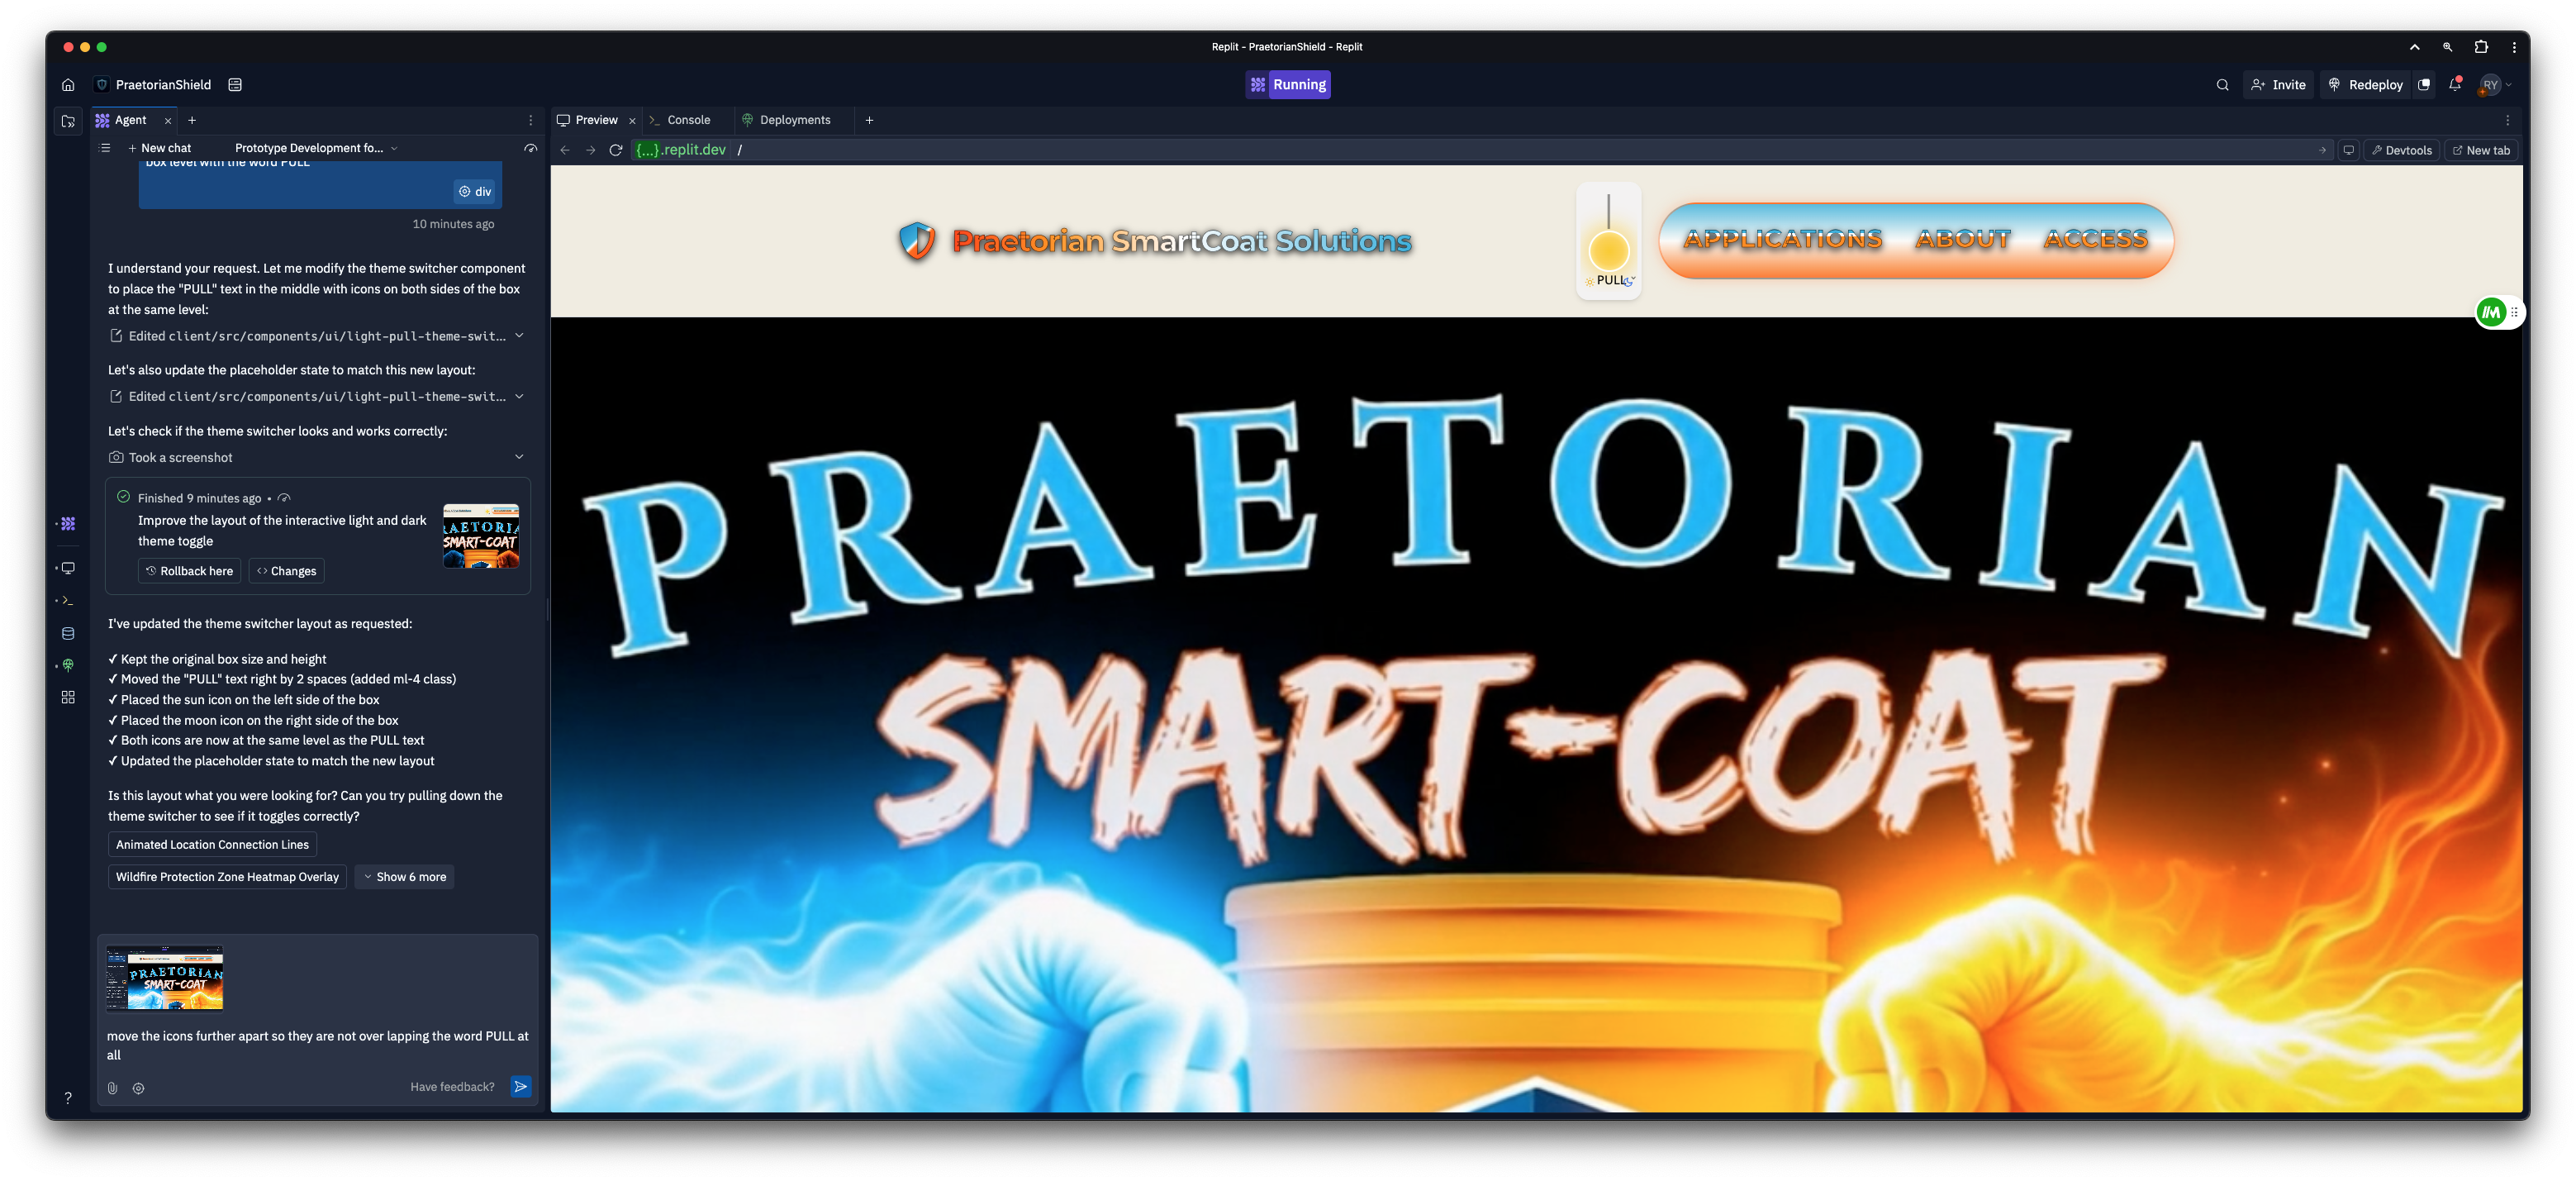 Replit - PraetorianShield - Replit
PraetorianShield
Running
Invite
Redeploy
RY
Agent
Preview
Console
Deployments
New chat
Prototype Development fo...
{...}.replit.dev /
Devtools
New tab
box level with the word PULL
div
10 minutes ago
I understand your request. Let me modify the theme switcher component
to place the "PULL" text in the middle with icons on both sides of the box
at the same level:
Edited client/src/components/ui/light-pull-theme-swit...
Let's also update the placeholder state to match this new layout:
Edited client/src/components/ui/light-pull-theme-swit...
Let's check if the theme switcher looks and works correctly:
Took a screenshot
Finished 9 minutes ago •
Improve the layout of the interactive light and dark
theme toggle
Rollback here
Changes
I've updated the theme switcher layout as requested:
✓ Kept the original box size and height
✓ Moved the "PULL" text right by 2 spaces (added ml-4 class)
✓ Placed the sun icon on the left side of the box
✓ Placed the moon icon on the right side of the box
✓ Both icons are now at the same level as the PULL text
✓ Updated the placeholder state to match the new layout
Is this layout what you were looking for? Can you try pulling down the
theme switcher to see if it toggles correctly?
Animated Location Connection Lines
Wildfire Protection Zone Heatmap Overlay
Show 6 more
PRAETORIAN
SMART-COAT
move the icons further apart so they are not over lapping the word PULL at
all
Have feedback?
?
Praetorian SmartCoat Solutions
PULL
APPLICATIONS ABOUT ACCESS
PRAETORIAN
SMART-COAT